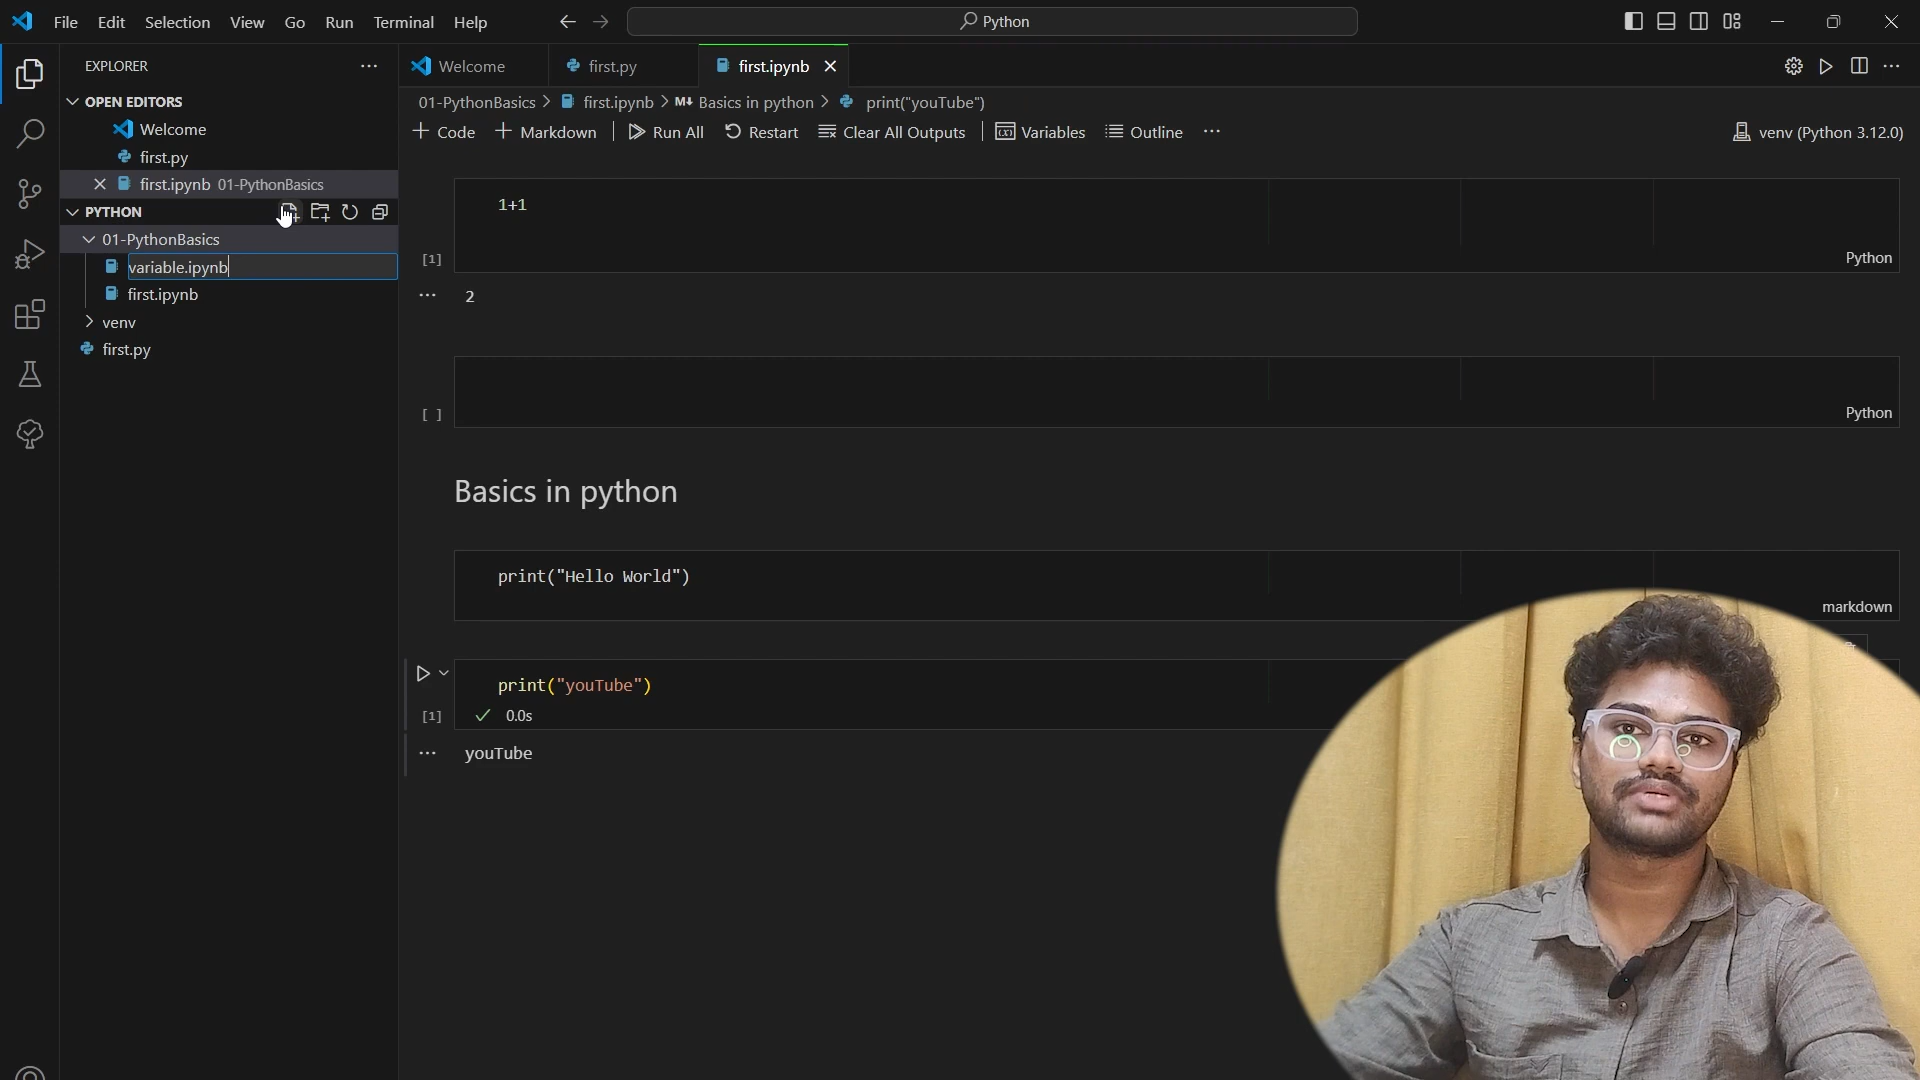 File Edit Selection View Go Run Terminal Help
Python
EXPLORER
OPEN EDITORS
Welcome
first.py
first.ipynb 01-PythonBasics
PYTHON
01-PythonBasics
variable.ipynb
first.ipynb
venv
first.py
Welcome first.py first.ipynb
01-PythonBasics > first.ipynb > M↓ Basics in python > print("youTube")
+ Code + Markdown Run All Restart Clear All Outputs Variables Outline ... venv (Python 3.12.0)
1+1
[1] Python
2
[ ] Python
Basics in python
print("Hello World")
markdown
print("youTube")
[1] 0.0s
youTube